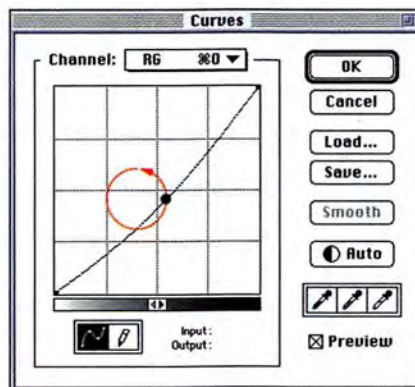 Curves
Channel: RG ⌘0
OK
Cancel
Load...
Save...
Smooth
Auto
Input:
Output:
Preview